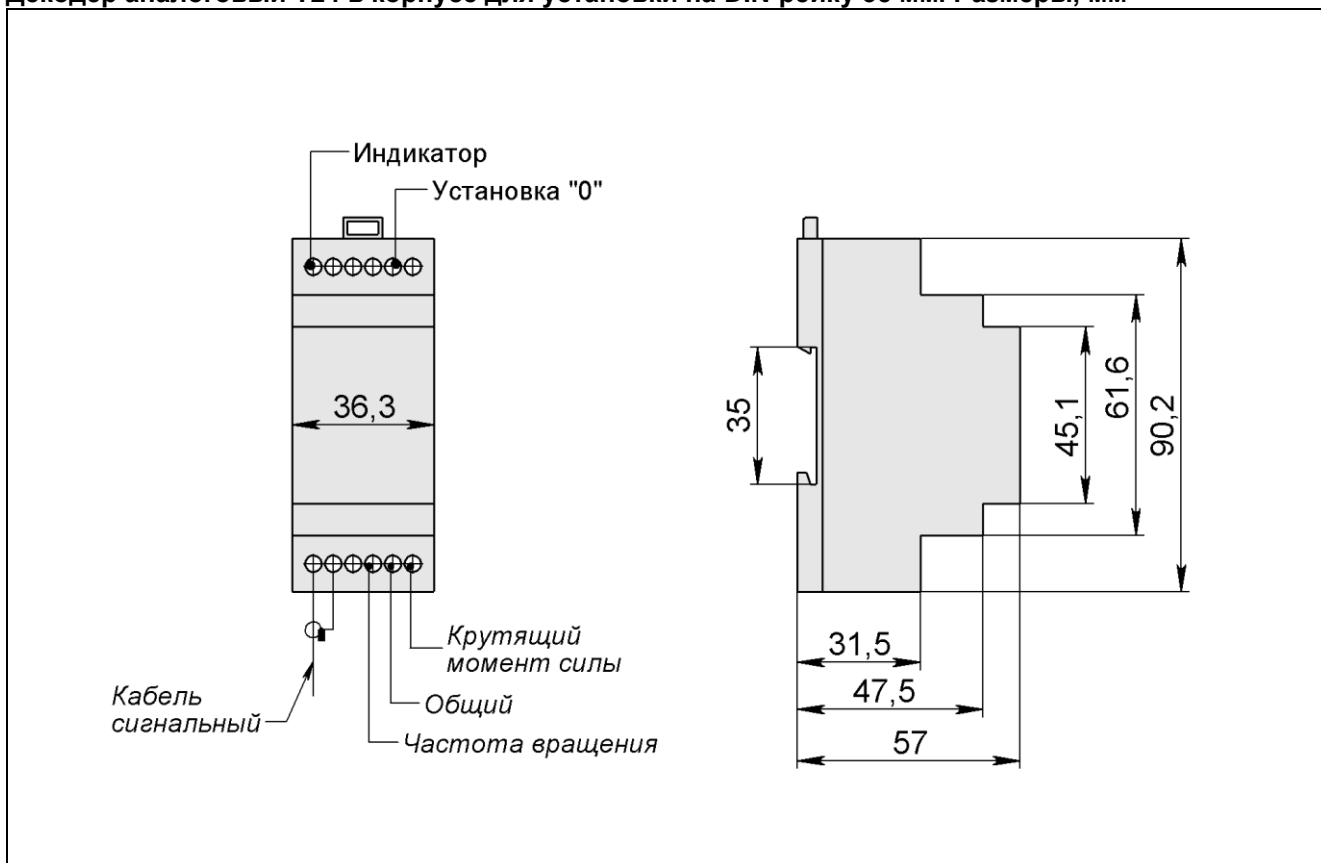 Индикатор
Установка "0"
36,3
35
45,1
61,6
90,2
31,5
47,5
57
Крутящий
момент силы
Общий
Частота вращения
Кабель
сигнальный